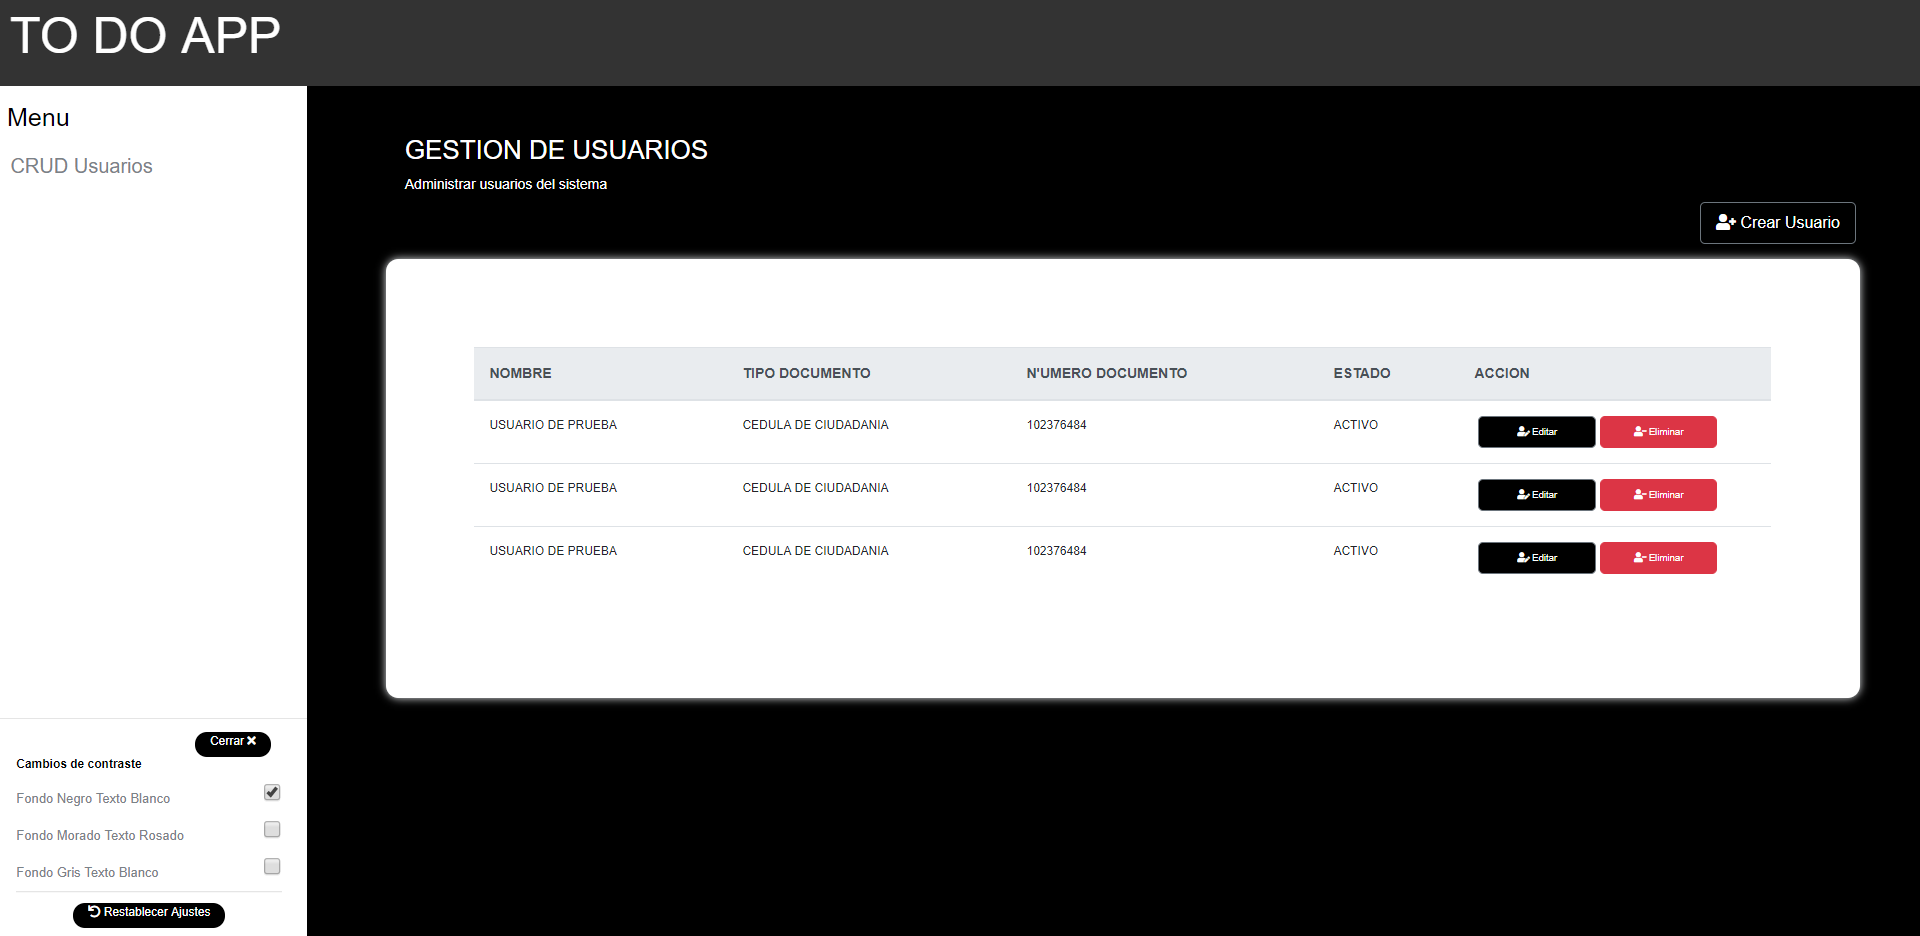 TO DO APP
Menu
CRUD Usuarios
GESTION DE USUARIOS
Administrar usuarios del sistema
Crear Usuario
NOMBRE TIPO DOCUMENTO N'UMERO DOCUMENTO ESTADO ACCION
USUARIO DE PRUEBA CEDULA DE CIUDADANIA 102376484 ACTIVO Editar Eliminar
USUARIO DE PRUEBA CEDULA DE CIUDADANIA 102376484 ACTIVO Editar Eliminar
USUARIO DE PRUEBA CEDULA DE CIUDADANIA 102376484 ACTIVO Editar Eliminar
Cerrar
Cambios de contraste
Fondo Negro Texto Blanco
Fondo Morado Texto Rosado
Fondo Gris Texto Blanco
Restablecer Ajustes